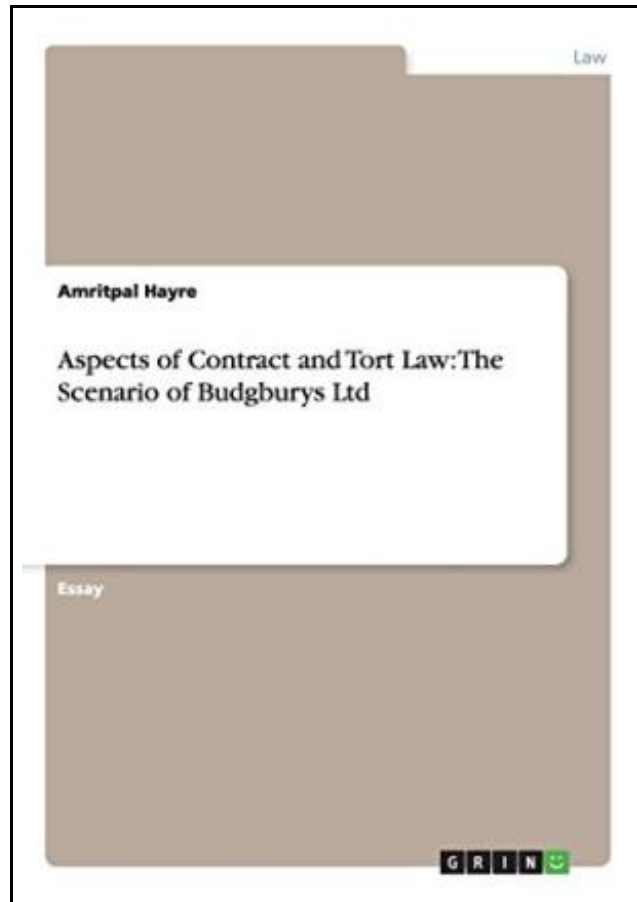 Law
Amritpal Hayre
Aspects of Contract and Tort Law:The
Scenario of Budgburys Ltd
Essay
GRIN